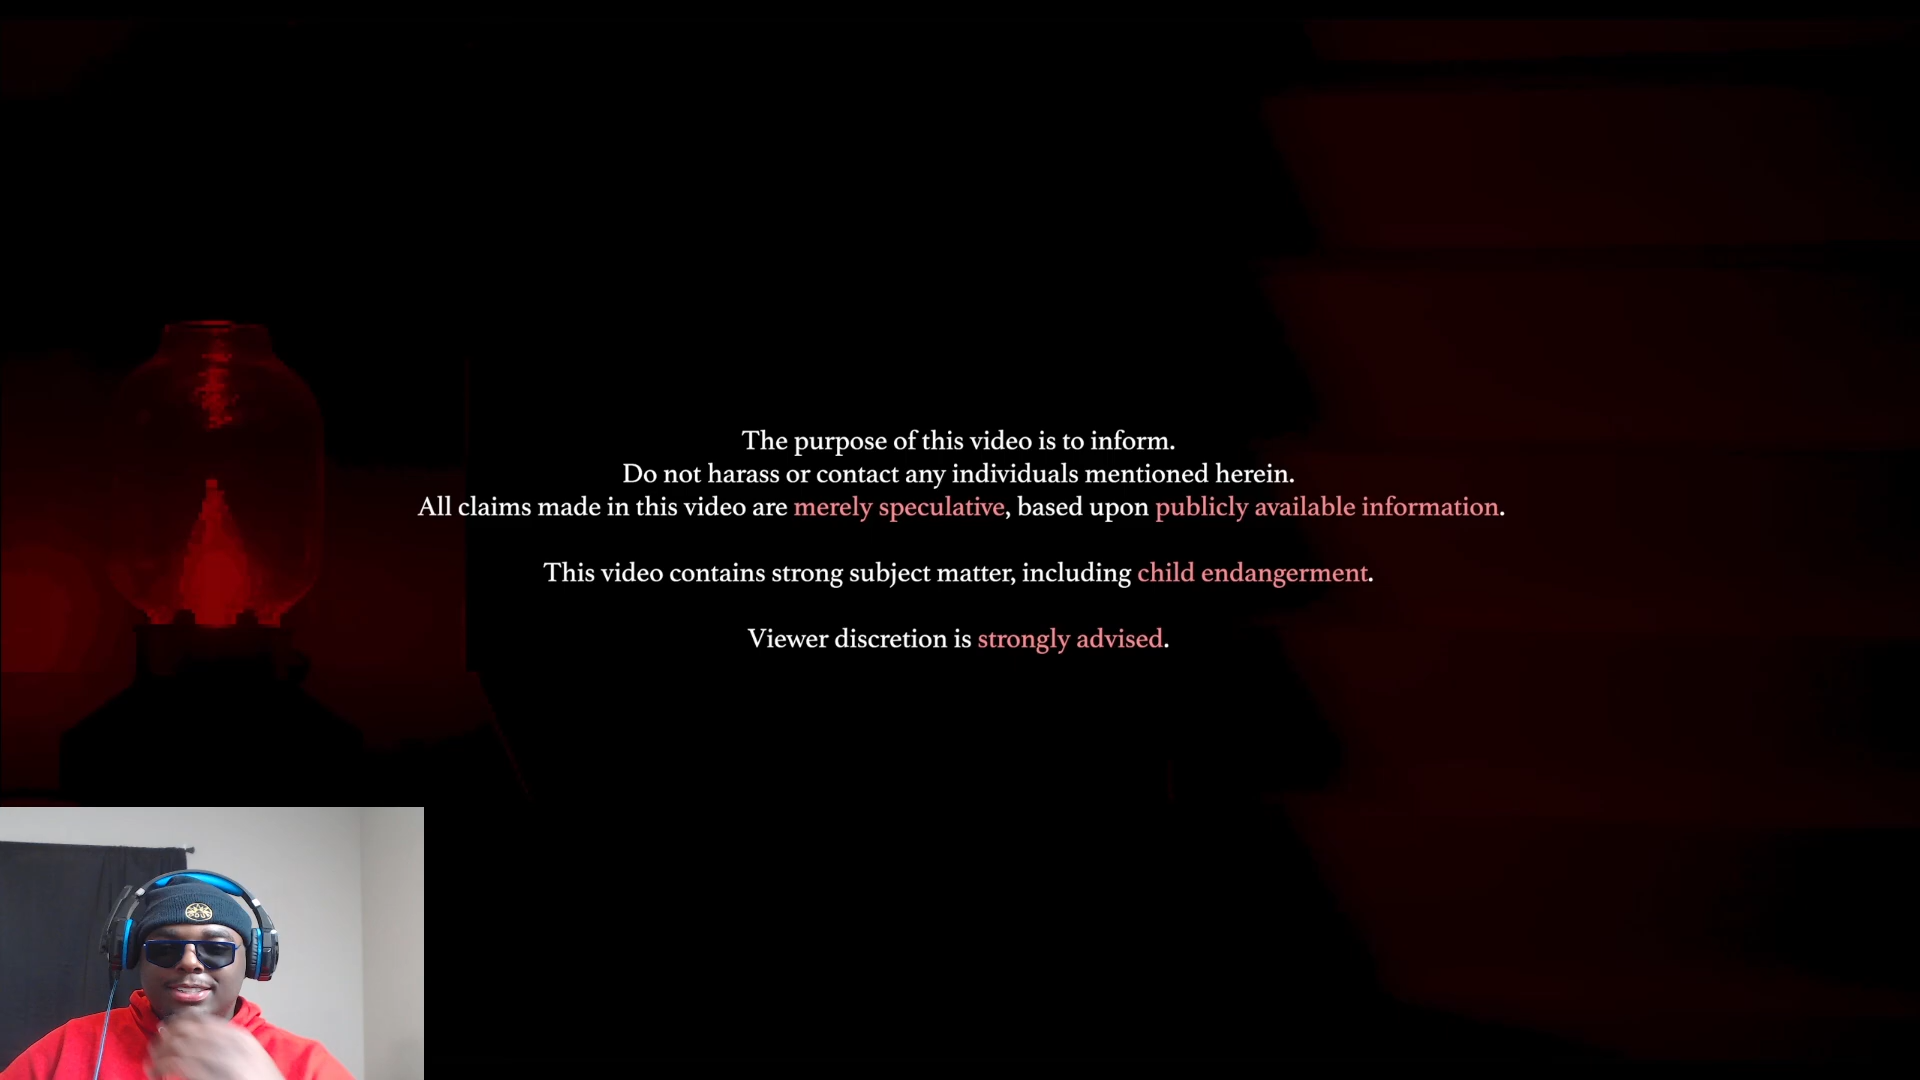 The purpose of this video is to inform.
Do not harass or contact any individuals mentioned herein.
All claims made in this video are merely speculative, based upon publicly available information.
This video contains strong subject matter, including child endangerment.
Viewer discretion is strongly advised.